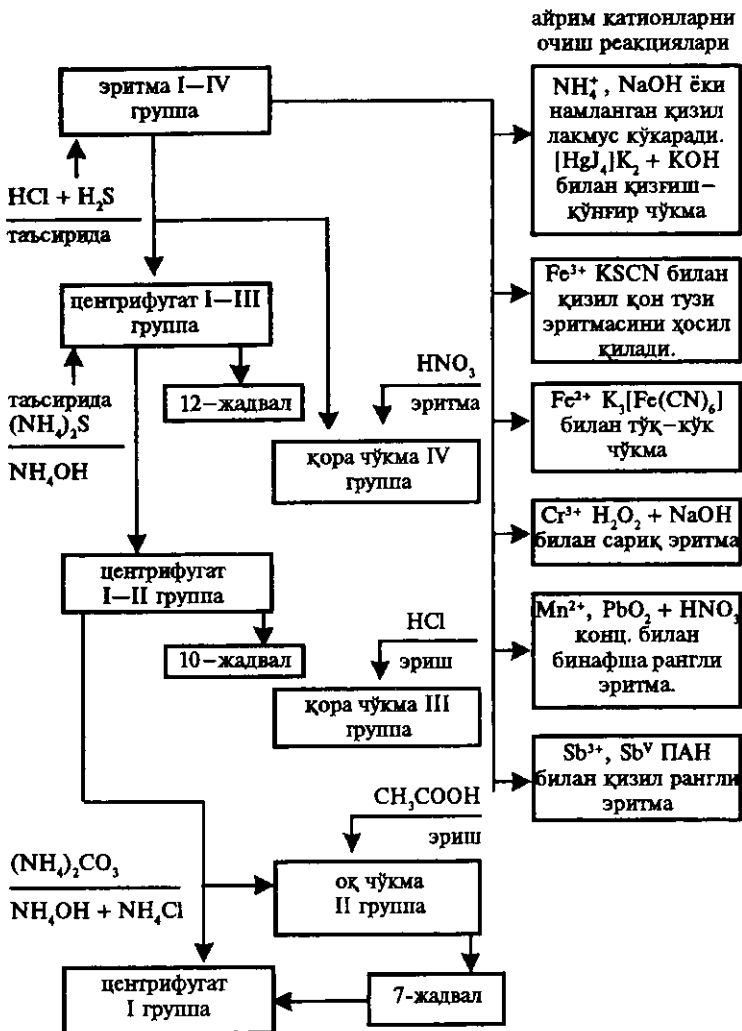 айрим катионларни
очиш реакциялари
эритма I—IV
группа
HCl + H₂S
таъсирида
центрифугат I—III
группа
таъсирида
(NH₄)₂S
NH₄OH
12—жадвал
HNO₃
эритма
қора чўкма IV
группа
центрифугат
I—II группа
10—жадвал
HCl
эриш
қора чўкма III
группа
CH₃COOH
эриш
(NH₄)₂CO₃
NH₄OH + NH₄Cl
оқ чўкма
II группа
центрифугат
I группа
7-жадвал
NH₄⁺, NaOH ёки
намланган қизил
лакмус кўкаради.
[HgJ₄]K₂ + KOH
билан қизғиш—
қўнғир чўкма
Fe³⁺ KSCN билан
қизил қон тузи
эритмасини ҳосил
қилади.
Fe²⁺ K₃[Fe(CN)₆]
билан тўқ—кўк
чўкма
Cr³⁺ H₂O₂ + NaOH
билан сариқ эритма
Mn²⁺, PbO₂ + HNO₃
конц. билан
бинафша рангли
эритма.
Sb³⁺, Sbⱽ ПАН
билан қизил рангли
эритма